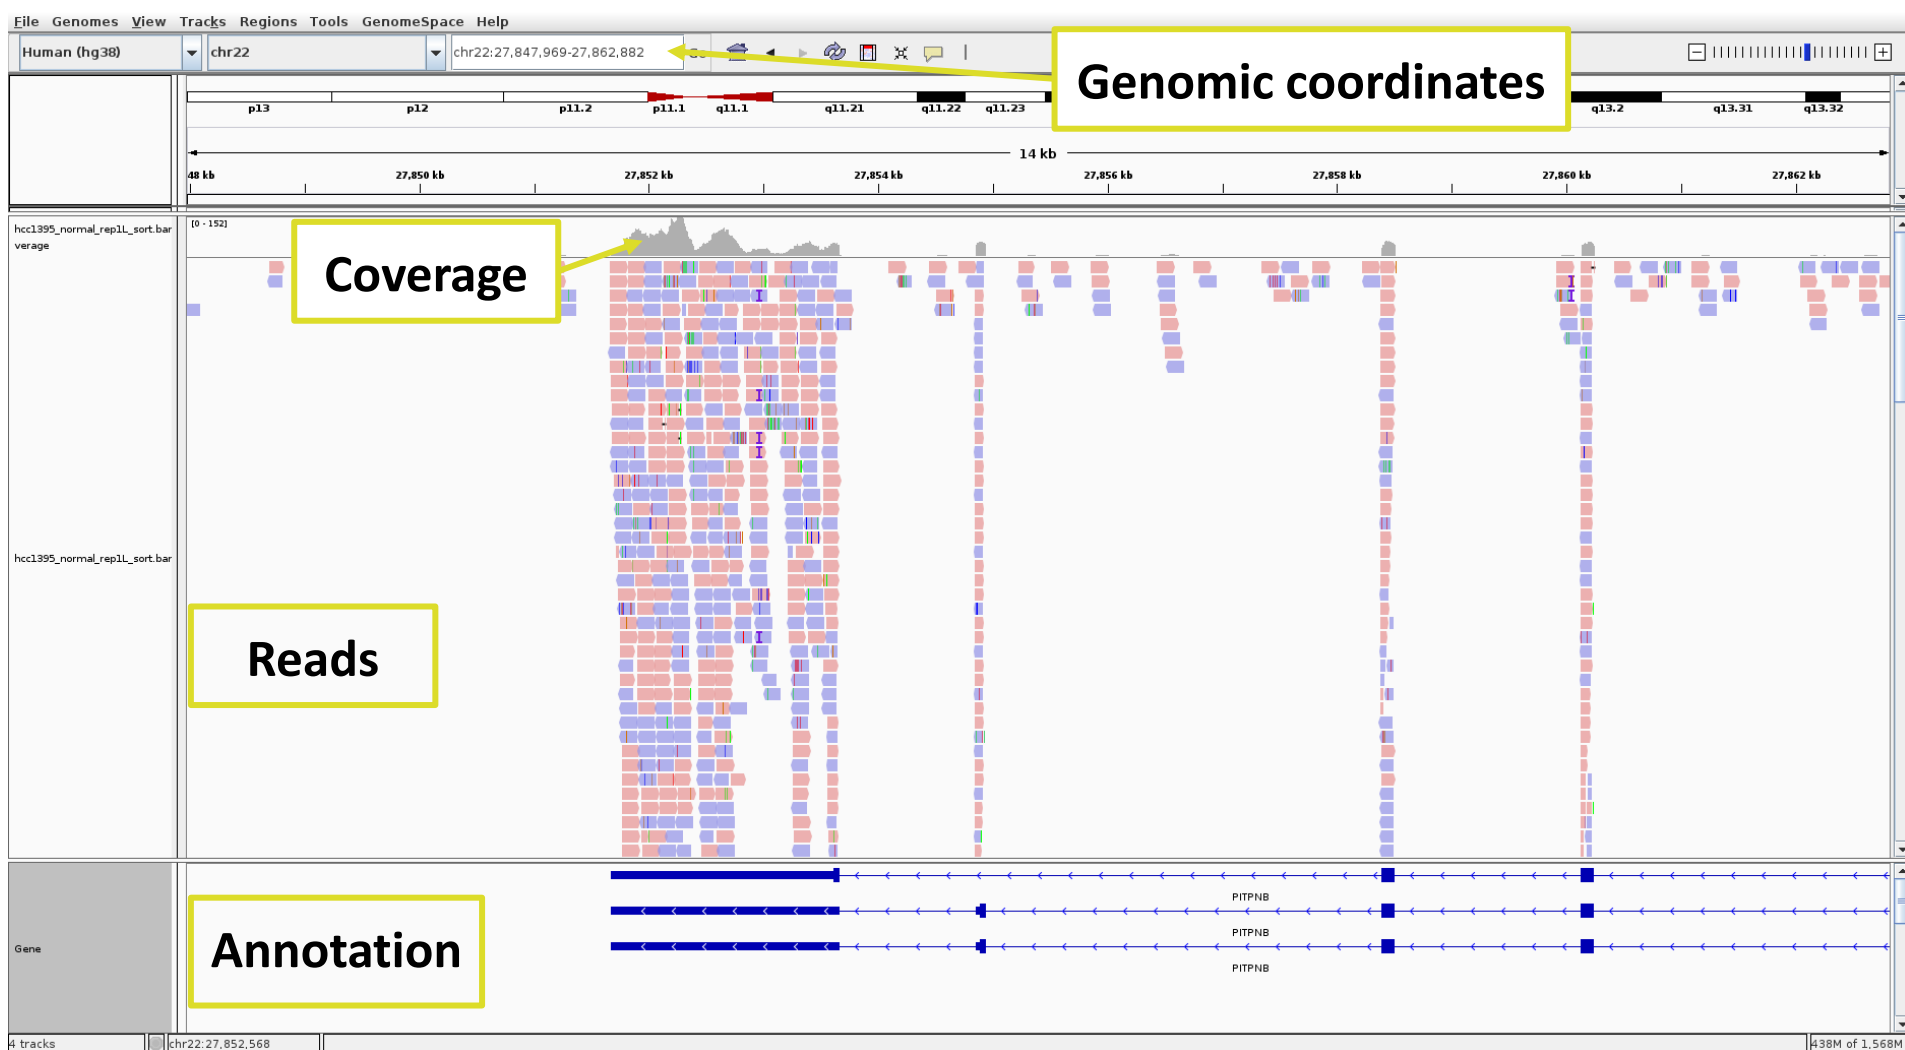 File Genomes View Tracks Regions Tools GenomeSpace Help
Human (hg38) chr22 chr22:27,847,969-27,862,882
Genomic coordinates
p13 p12 p11.2 p11.1 q11.1 q11.21 q11.22 q11.23 q13.2 q13.31 q13.32
14 kb
48 kb 27,850 kb 27,852 kb 27,854 kb 27,856 kb 27,858 kb 27,860 kb 27,862 kb
hcc1395_normal_rep1L_sort.bar
verage
[0 - 152]
Coverage
hcc1395_normal_rep1L_sort.bar
Reads
PITPNB
PITPNB
PITPNB
Gene
Annotation
4 tracks chr22:27,852,568 438M of 1,568M